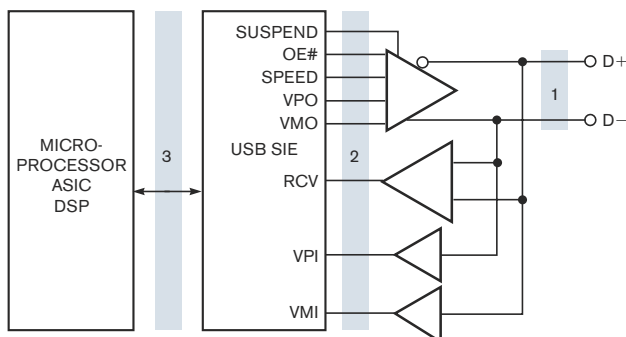 SUSPEND
OE#
SPEED
VPO
VMO
USB SIE
RCV
VPI
VMI
MICRO-
PROCESSOR
ASIC
DSP
3
2
1
D+
D–